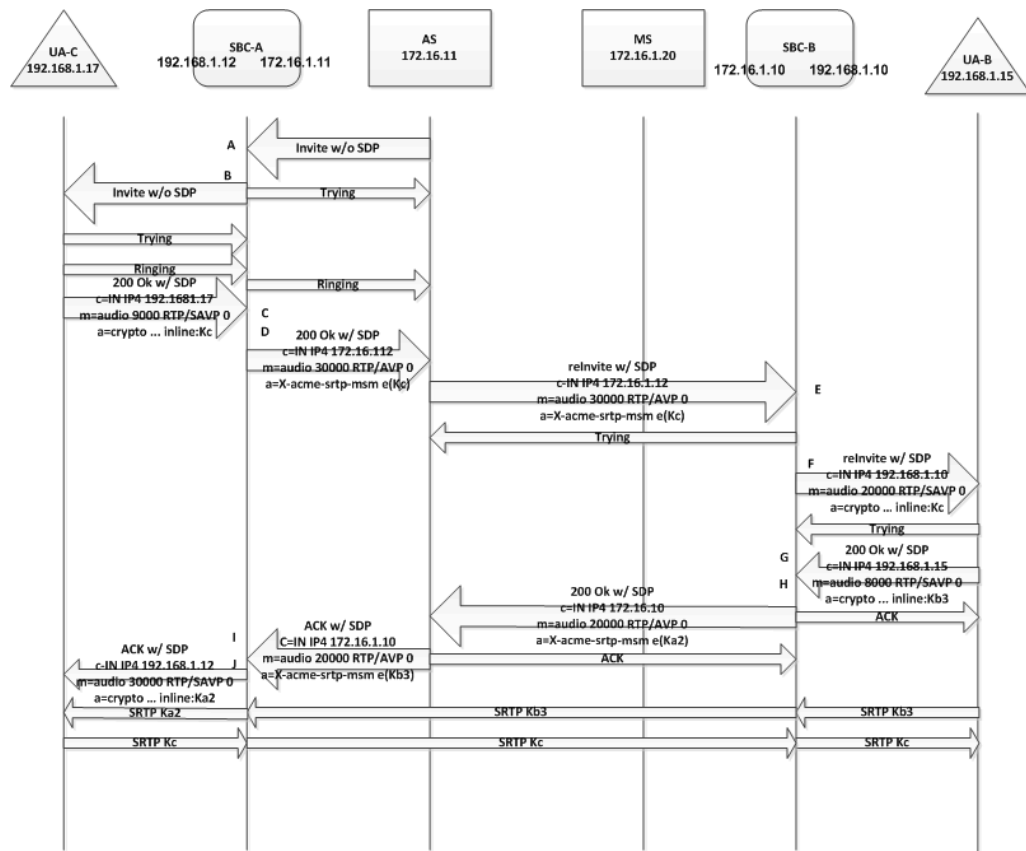 UA-C
192.168.1.17
SBC-A
192.168.1.12 172.16.1.11
AS
172.16.11
MS
172.16.1.20
SBC-B
172.16.1.10 192.168.1.10
UA-B
192.168.1.15
A
Invite w/o SDP
B
Invite w/o SDP
Trying
Trying
Ringing
Ringing
200 Ok w/ SDP
c=IN IP4 192.1681.17
m=audio 9000 RTP/SAVP 0
a=crypto ... inline:Kc
C
D
200 Ok w/ SDP
c=IN IP4 172.16.112
m=audio 30000 RTP/AVP 0
a=X-acme-srtp-msm e(Kc)
reInvite w/ SDP
c-IN IP4 172.16.1.12
m=audio 30000 RTP/AVP 0
a=X-acme-srtp-msm e(Kc)
E
Trying
F
reInvite w/ SDP
c=IN IP4 192.168.1.10
m=audio 20000 RTP/SAVP 0
a=crypto ... inline:Kc
Trying
G
H
200 Ok w/ SDP
c=IN IP4 192.168.1.15
m=audio 8000 RTP/SAVP 0
a=crypto ... inline:Kb3
200 Ok w/ SDP
c=IN IP4 172.16.10
m=audio 20000 RTP/AVP 0
a=X-acme-srtp-msm e(Ka2)
ACK
I
J
ACK w/ SDP
C=IN IP4 172.16.1.10
m=audio 20000 RTP/AVP 0
a=X-acme-srtp-msm e(Kb3)
ACK
ACK w/ SDP
c-IN IP4 192.168.1.12
m=audio 30000 RTP/SAVP 0
a=crypto ... inline:Ka2
SRTP Ka2
SRTP Kb3
SRTP Kb3
SRTP Kc
SRTP Kc
SRTP Kc